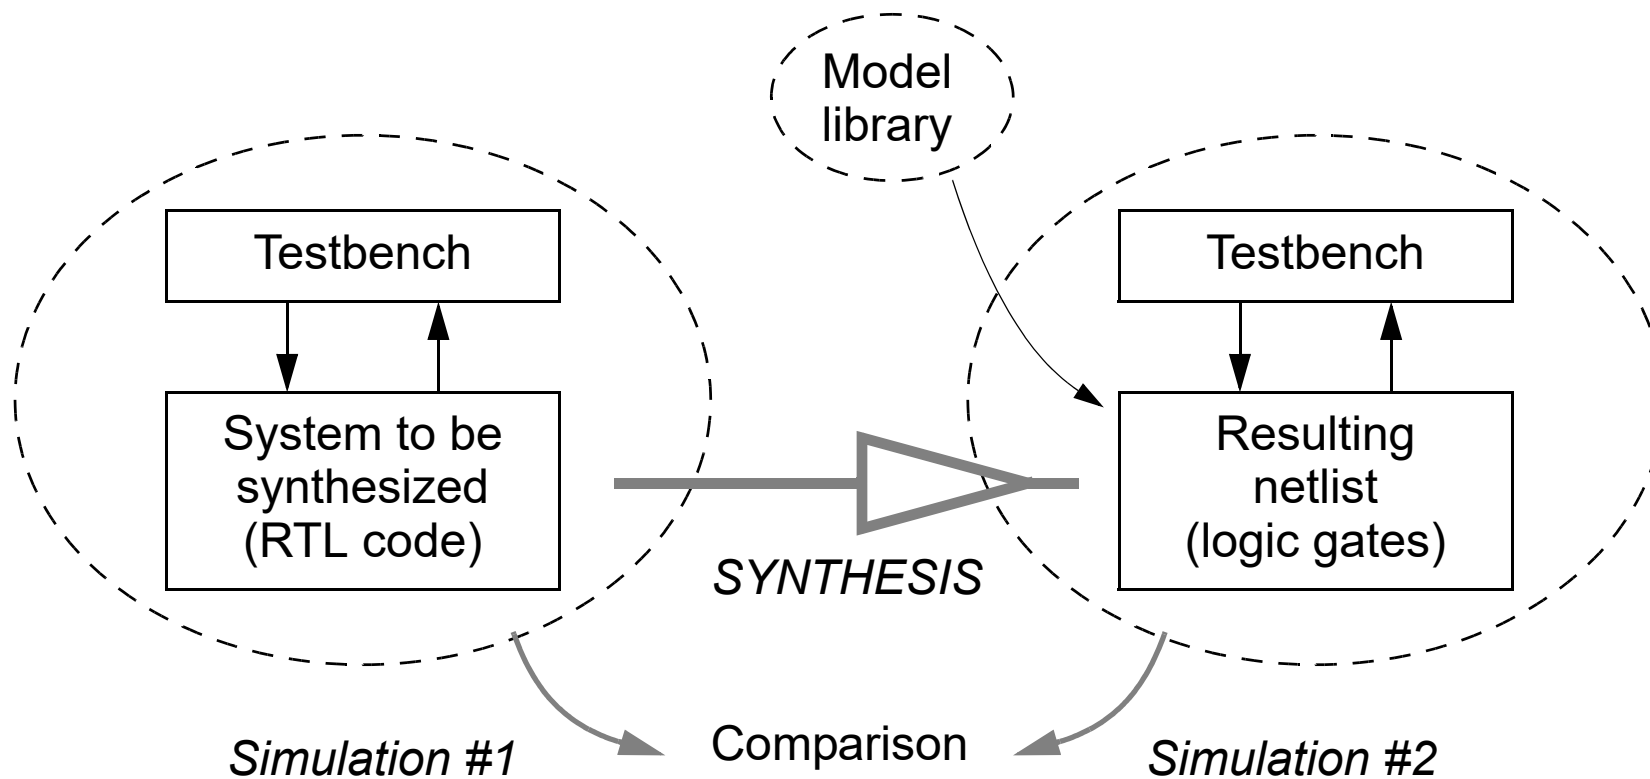 Model
library
Testbench
System to be
synthesized
(RTL code)
SYNTHESIS
Testbench
Resulting
netlist
(logic gates)
Simulation #1
Comparison
Simulation #2